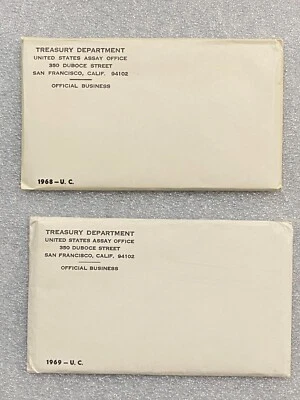 TREASURY DEPARTMENT
UNITED STATES ASSAY OFFICE
350 DUBOCE STREET
SAN FRANCISCO, CALIF. 94102
OFFICIAL BUSINESS
1968 — U. C.
TREASURY DEPARTMENT
UNITED STATES ASSAY OFFICE
350 DUBOCE STREET
SAN FRANCISCO, CALIF. 94102
OFFICIAL BUSINESS
1969 — U. C.